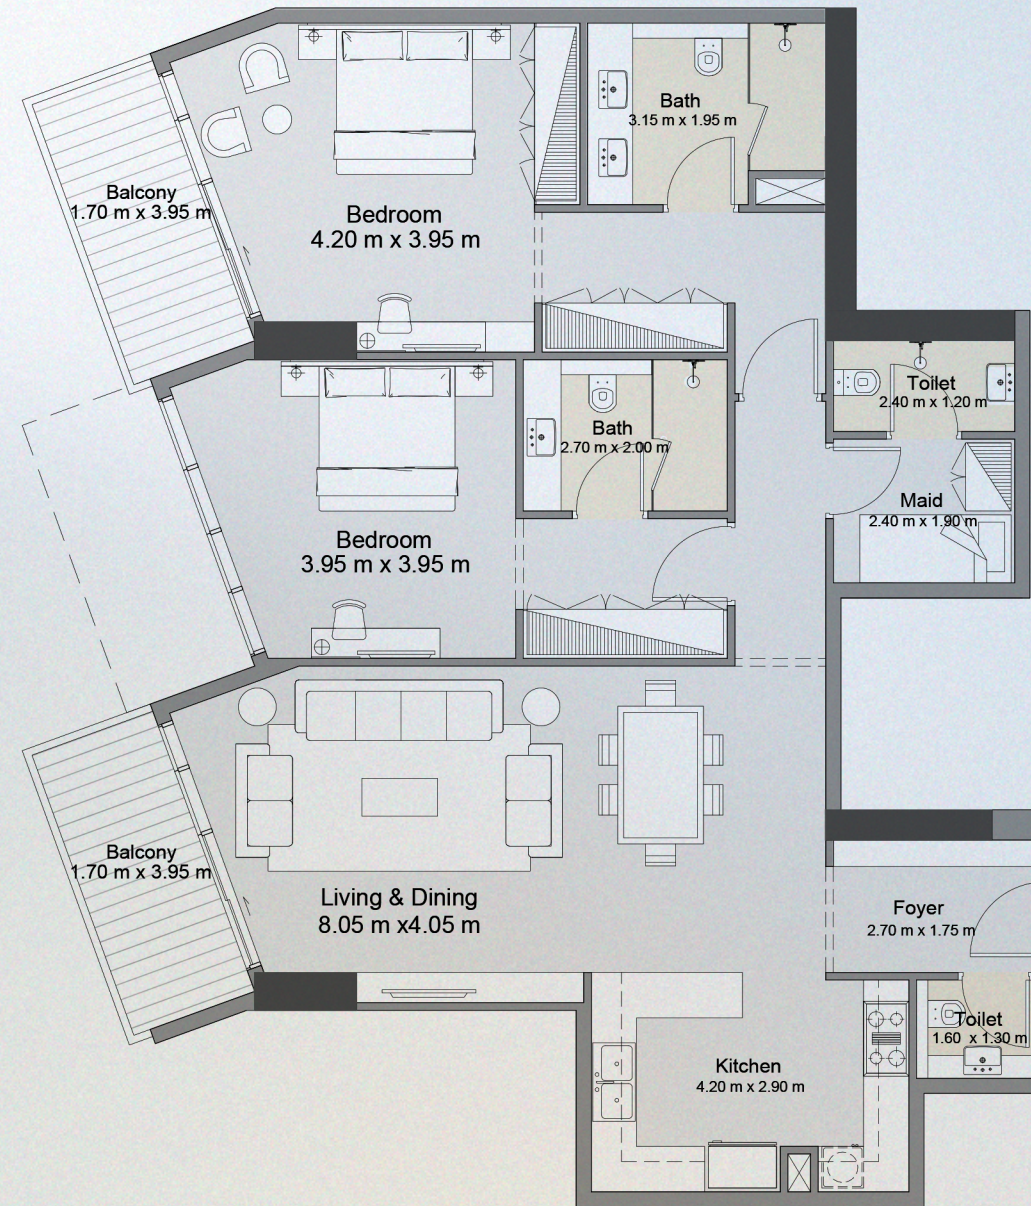 Bath
3.15 m x 1.95 m
Balcony
1.70 m x 3.95 m
Bedroom
4.20 m x 3.95 m
Toilet
2.40 m x 1.20 m
Bath
2.70 m x 2.00 m
Maid
2.40 m x 1.90 m
Bedroom
3.95 m x 3.95 m
Balcony
1.70 m x 3.95 m
Living & Dining
8.05 m x4.05 m
Foyer
2.70 m x 1.75 m
Toilet
1.60 x 1.30 m
Kitchen
4.20 m x 2.90 m